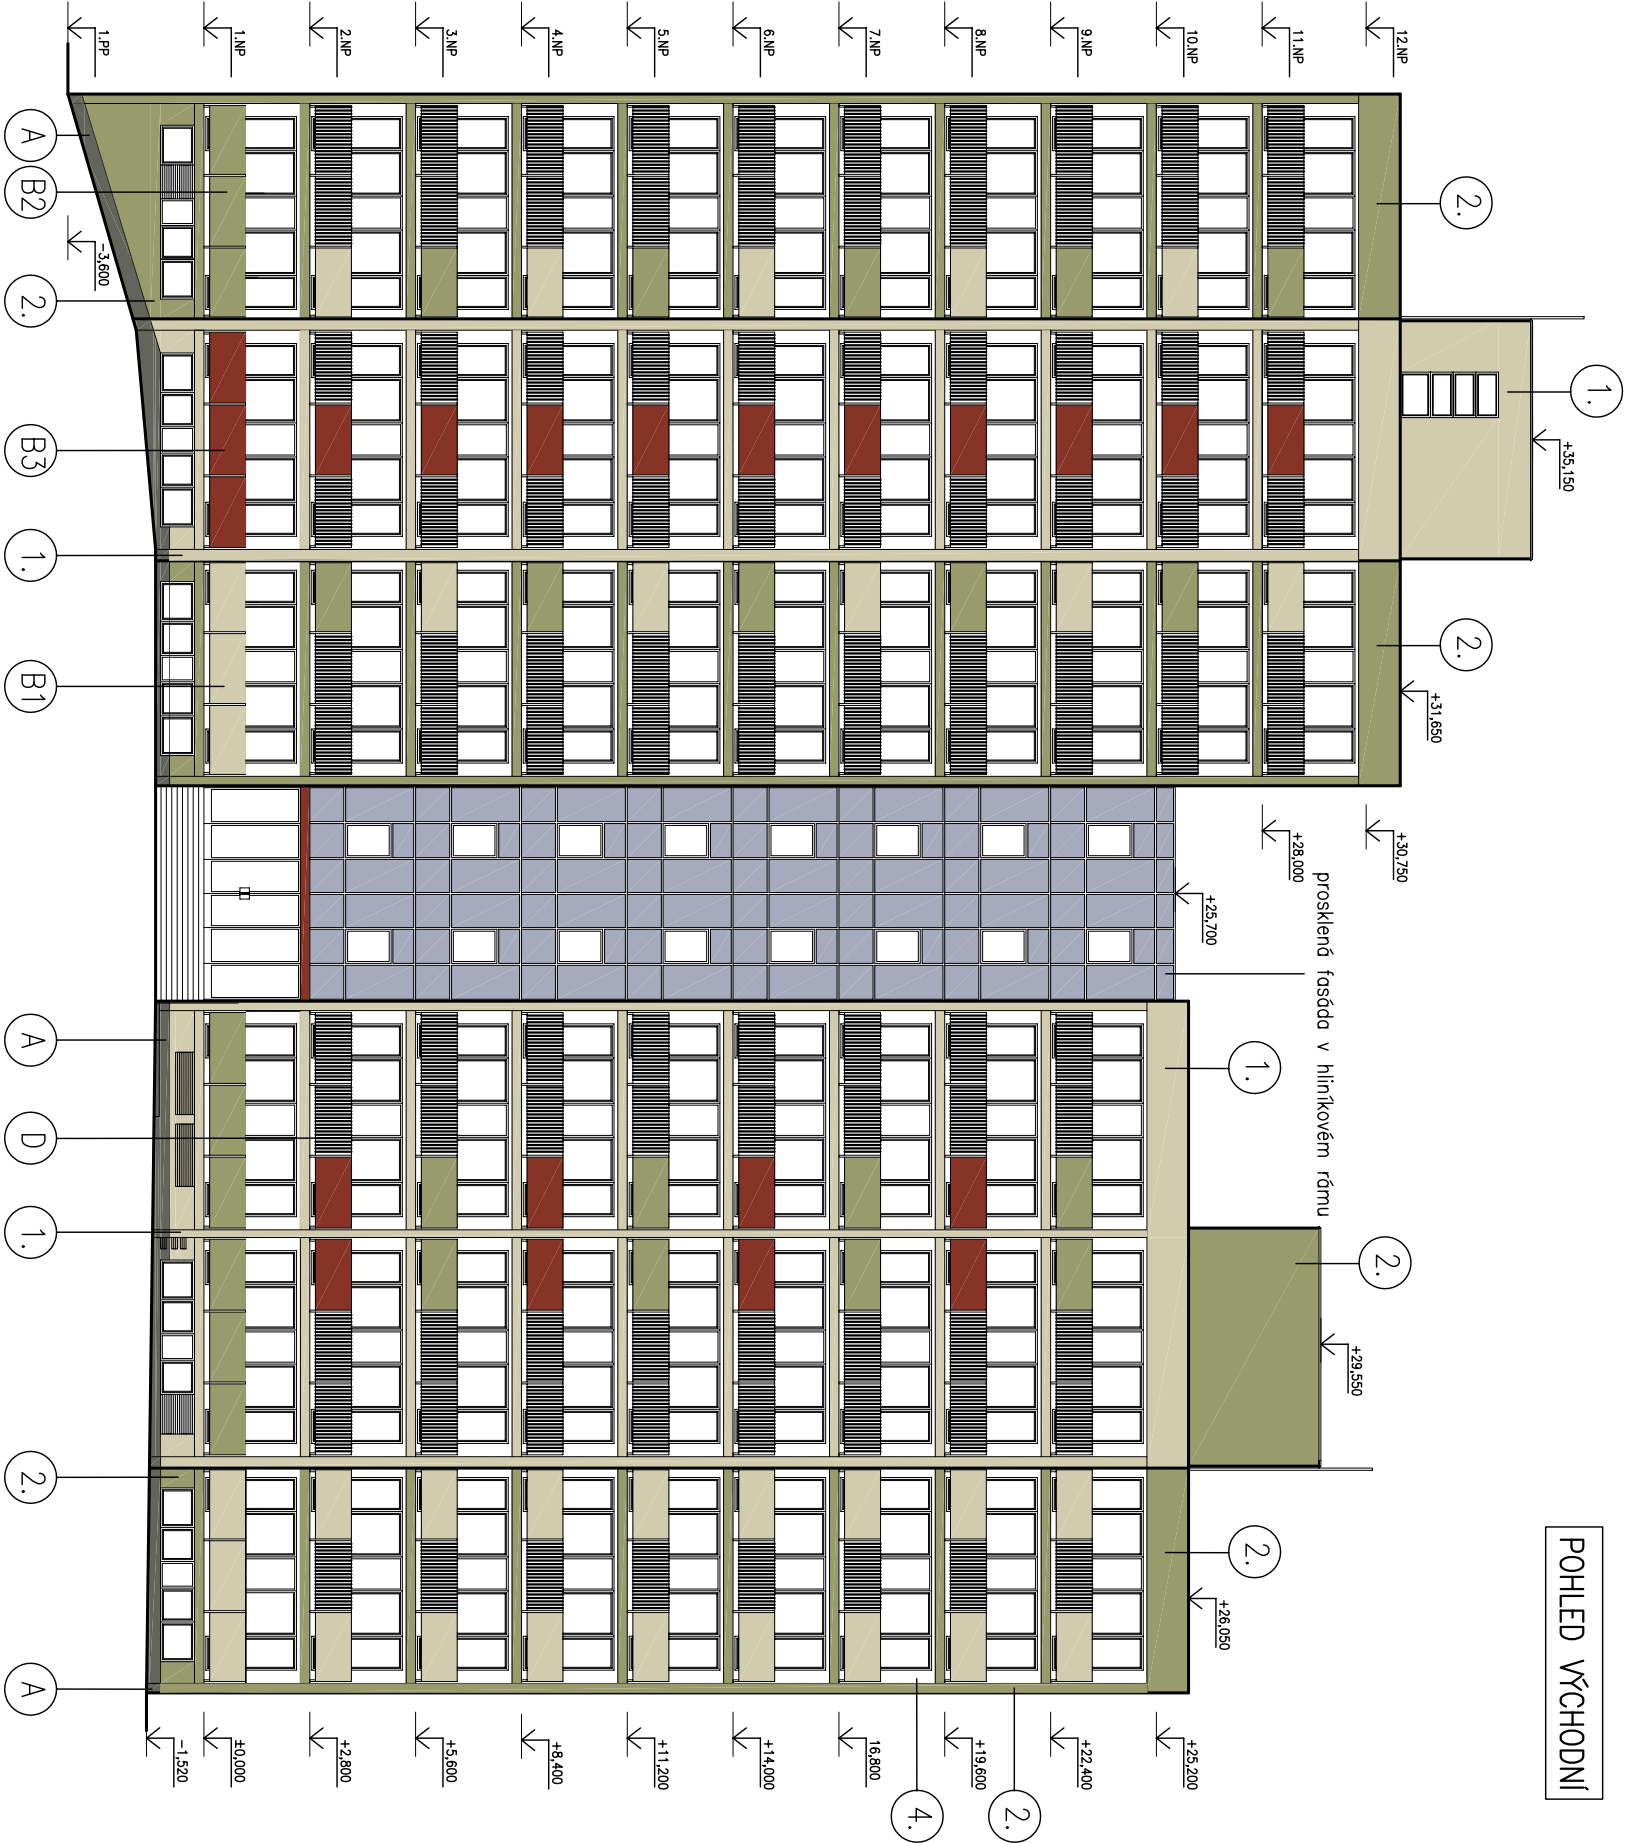 POHLED VÝCHODNÍ
1.
+35,150
2.
2.
+31,650
12.NP
+30,750
2.
+29,550
prosklená fasáda v hliníkovém rámu
11.NP
+28,000
1.
2.
+26,050
+25,700
10.NP
+25,200
9.NP
+22,400
2.
8.NP
+19,600
4.
7.NP
16,800
6.NP
+14,000
5.NP
+11,200
4.NP
+8,400
3.NP
+5,600
2.NP
+2,800
1.NP
±0,000
-1,520
1.PP
-3,600
A
B2
2.
B3
1.
B1
A
D
1.
2.
A